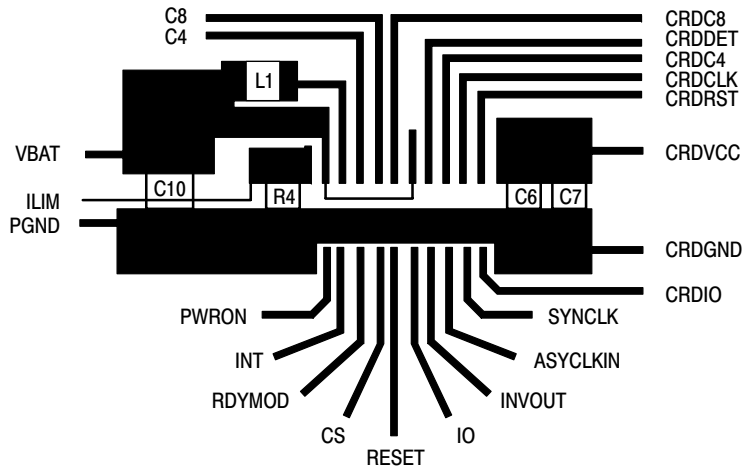 C8
C4
CRDC8
CRDDET
CRDC4
CRDCLK
CRDRST
L1
VBAT
CRDVCC
C10
R4
C6
C7
ILIM
PGND
CRDGND
CRDIO
PWRON
SYNCLK
INT
ASYCLKIN
RDYMOD
INVOUT
CS
IO
RESET